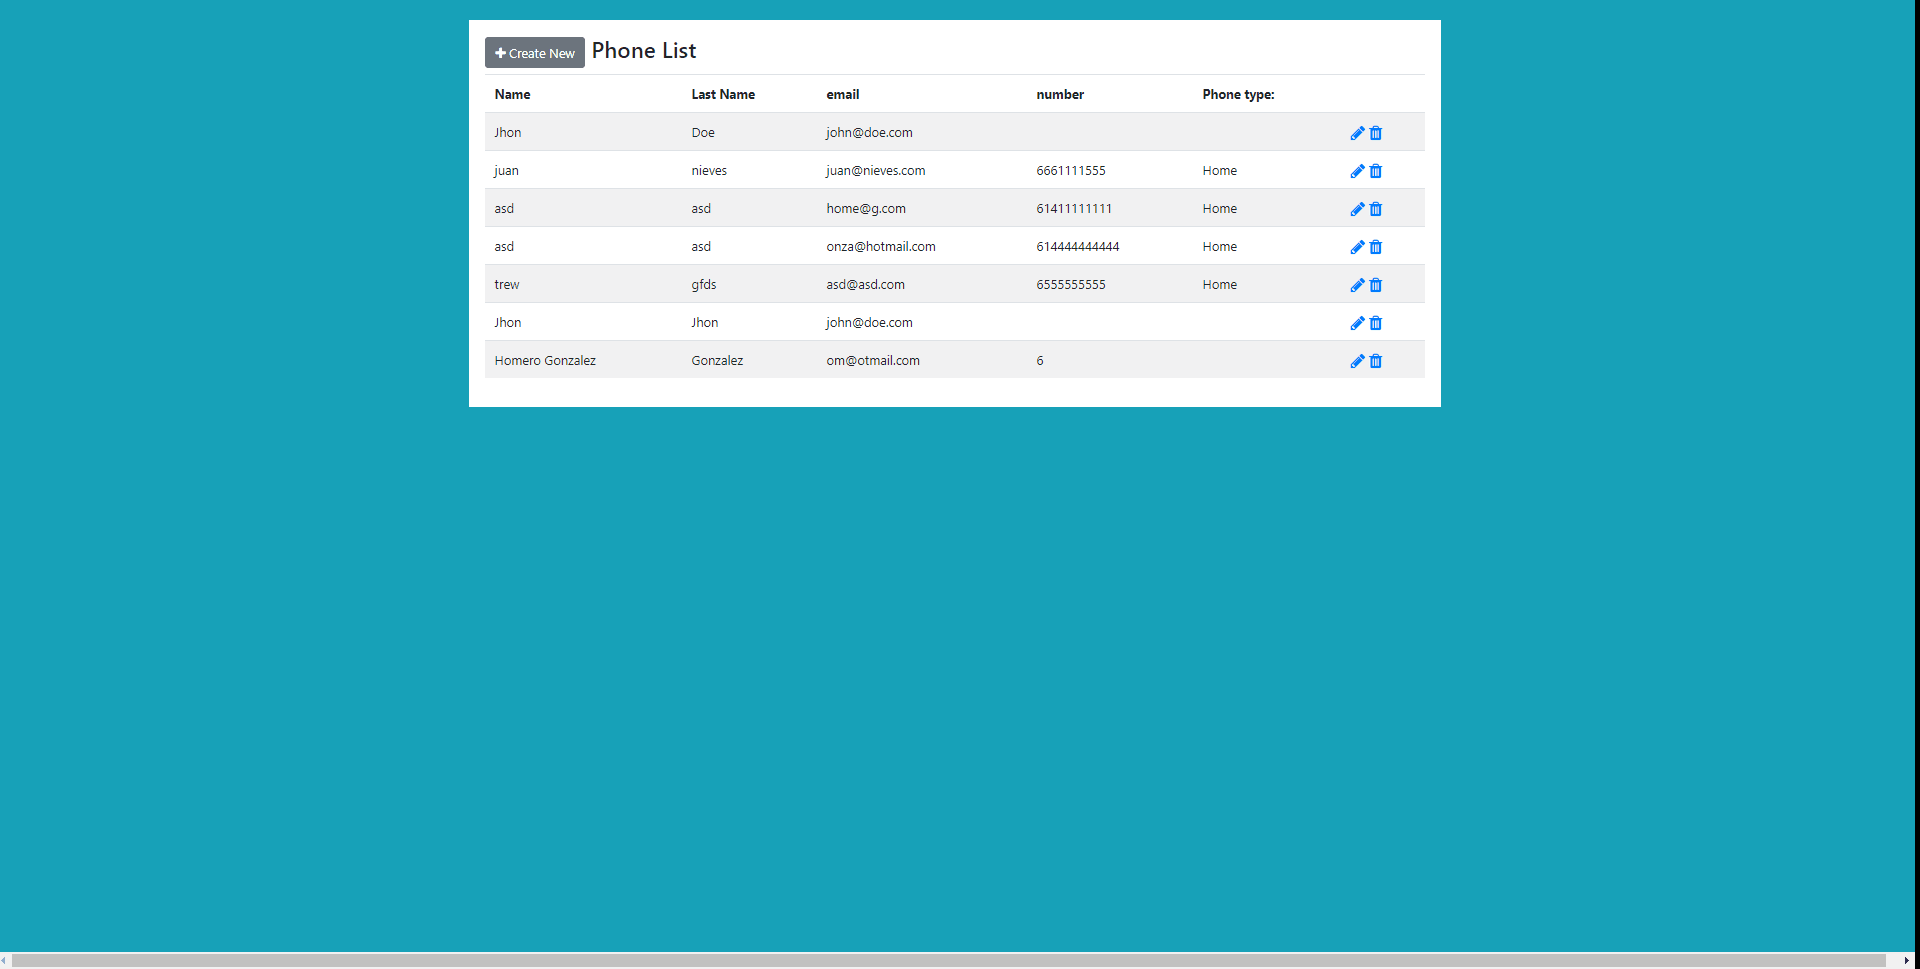 Create New Phone List
Name Last Name email number Phone type:
Jhon Doe john@doe.com
juan nieves juan@nieves.com 6661111555 Home
asd asd home@g.com 61411111111 Home
asd asd onza@hotmail.com 614444444444 Home
trew gfds asd@asd.com 6555555555 Home
Jhon Jhon john@doe.com
Homero Gonzalez Gonzalez om@otmail.com 6